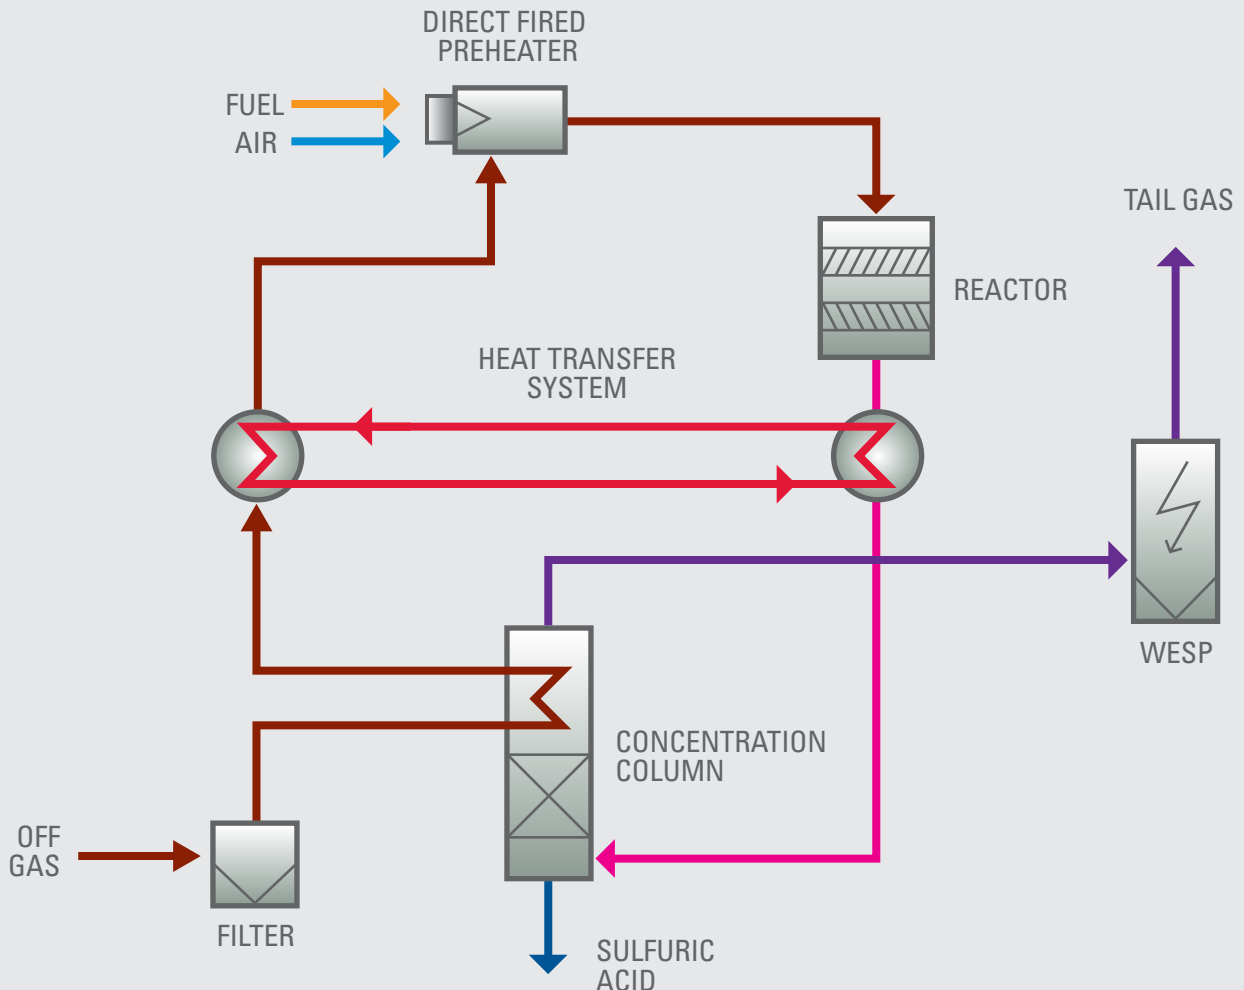 DIRECT FIRED
PREHEATER
FUEL
AIR
TAIL GAS
REACTOR
HEAT TRANSFER
SYSTEM
WESP
CONCENTRATION
COLUMN
OFF
GAS
FILTER
SULFURIC
ACID